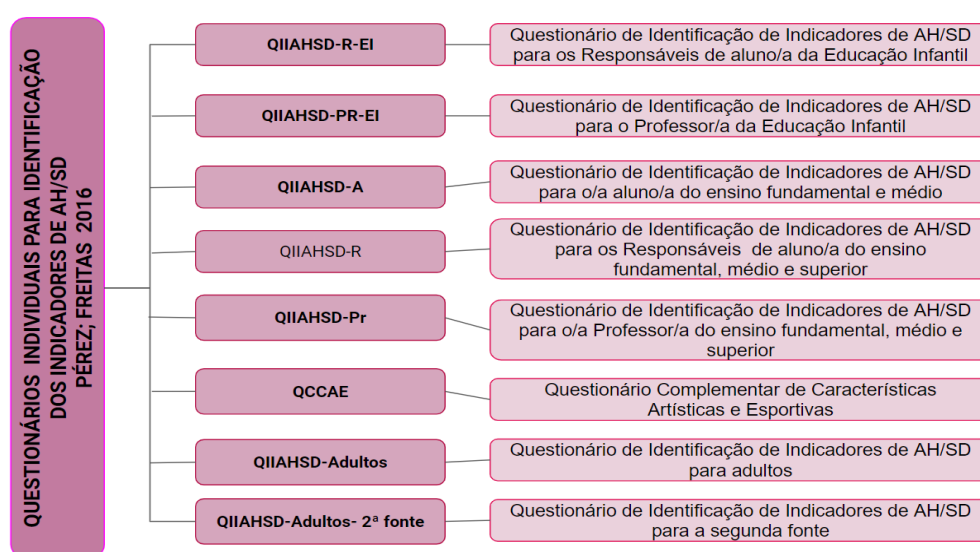 QUESTIONÁRIOS INDIVIDUAIS PARA IDENTIFICAÇÃO
DOS INDICADORES DE AH/SD
PÉREZ; FREITAS 2016
QIIAHSD-R-EI
Questionário de Identificação de Indicadores de AH/SD
para os Responsáveis de aluno/a da Educação Infantil
QIIAHSD-PR-EI
Questionário de Identificação de Indicadores de AH/SD
para o Professor/a da Educação Infantil
QIIAHSD-A
Questionário de Identificação de Indicadores de AH/SD
para o/a aluno/a do ensino fundamental e médio
QIIAHSD-R
Questionário de Identificação de Indicadores de AH/SD
para os Responsáveis de aluno/a do ensino
fundamental, médio e superior
QIIAHSD-Pr
Questionário de Identificação de Indicadores de AH/SD
para o/a Professor/a do ensino fundamental, médio e
superior
QCCAE
Questionário Complementar de Características
Artísticas e Esportivas
QIIAHSD-Adultos
Questionário de Identificação de Indicadores de AH/SD
para adultos
QIIAHSD-Adultos- 2ª fonte
Questionário de Identificação de Indicadores de AH/SD
para a segunda fonte